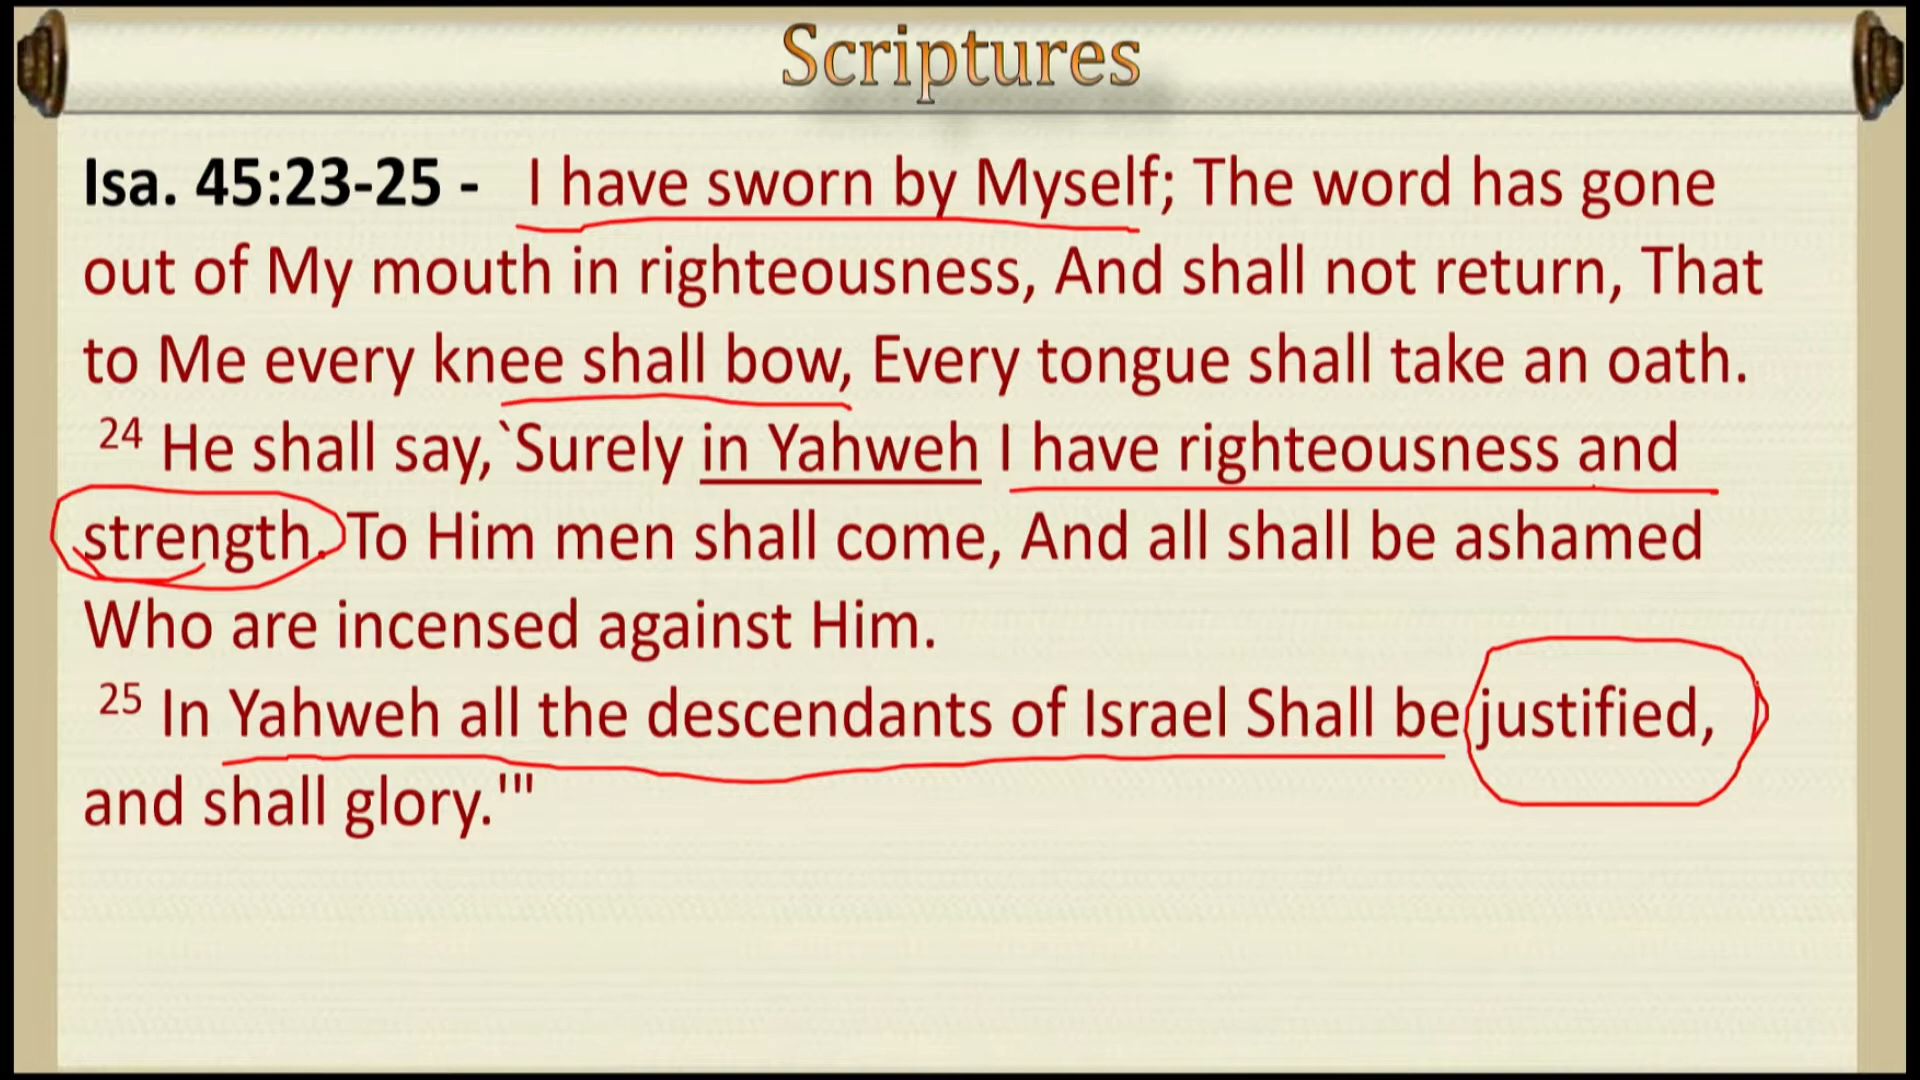 Scriptures
Isa. 45:23-25 - I have sworn by Myself; The word has gone
out of My mouth in righteousness, And shall not return, That
to Me every knee shall bow, Every tongue shall take an oath.
24 He shall say, `Surely in Yahweh I have righteousness and
strength. To Him men shall come, And all shall be ashamed
Who are incensed against Him.
25 In Yahweh all the descendants of Israel Shall be justified,
and shall glory.'"